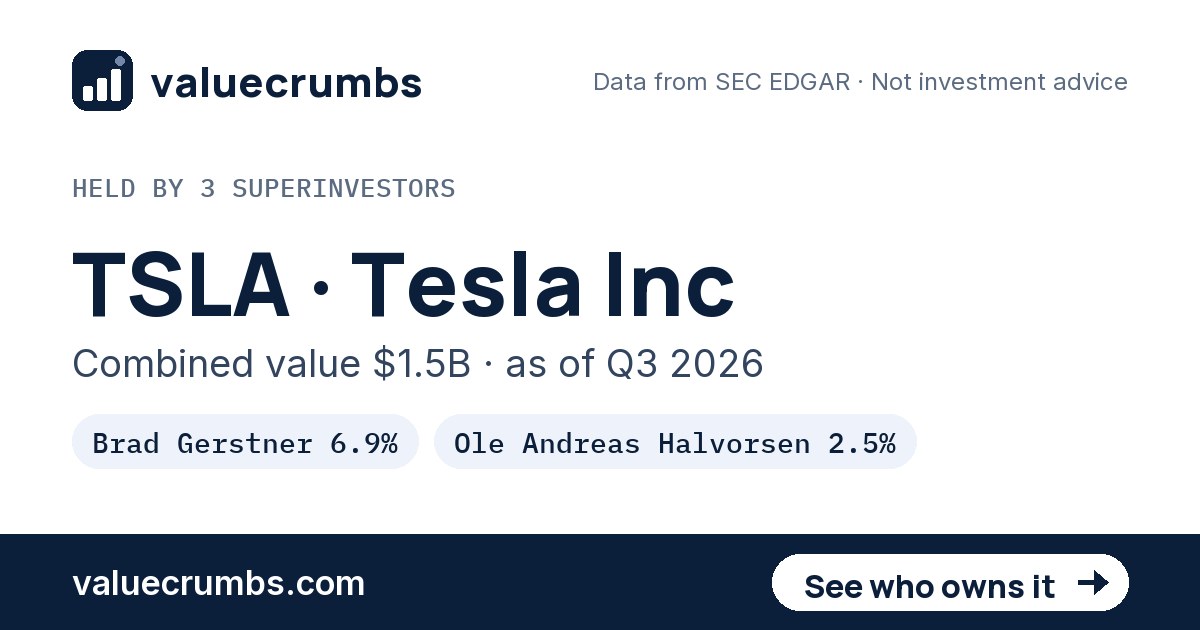 valuecrumbs
Data from SEC EDGAR · Not investment advice
HELD BY 3 SUPERINVESTORS
TSLA · Tesla Inc
Combined value $1.5B · as of Q3 2026
Brad Gerstner 6.9%
Ole Andreas Halvorsen 2.5%
valuecrumbs.com
See who owns it →